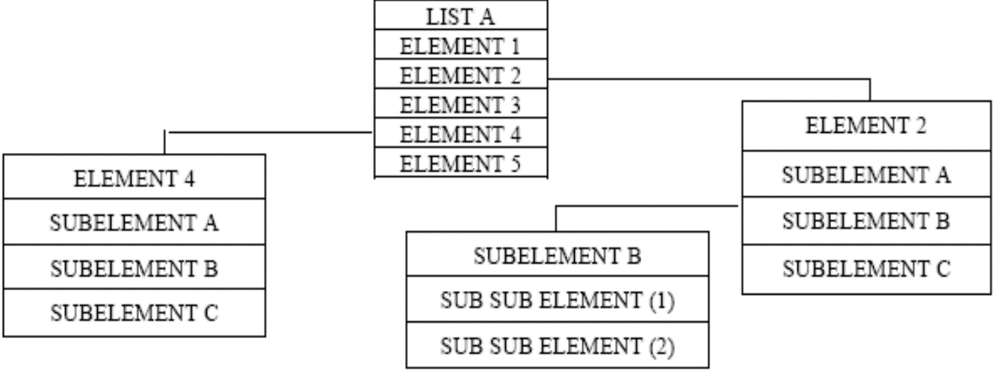 LIST A
ELEMENT 1
ELEMENT 2
ELEMENT 3
ELEMENT 4
ELEMENT 5
ELEMENT 4
SUBELEMENT A
SUBELEMENT B
SUBELEMENT C
SUBELEMENT B
SUB SUB ELEMENT (1)
SUB SUB ELEMENT (2)
ELEMENT 2
SUBELEMENT A
SUBELEMENT B
SUBELEMENT C